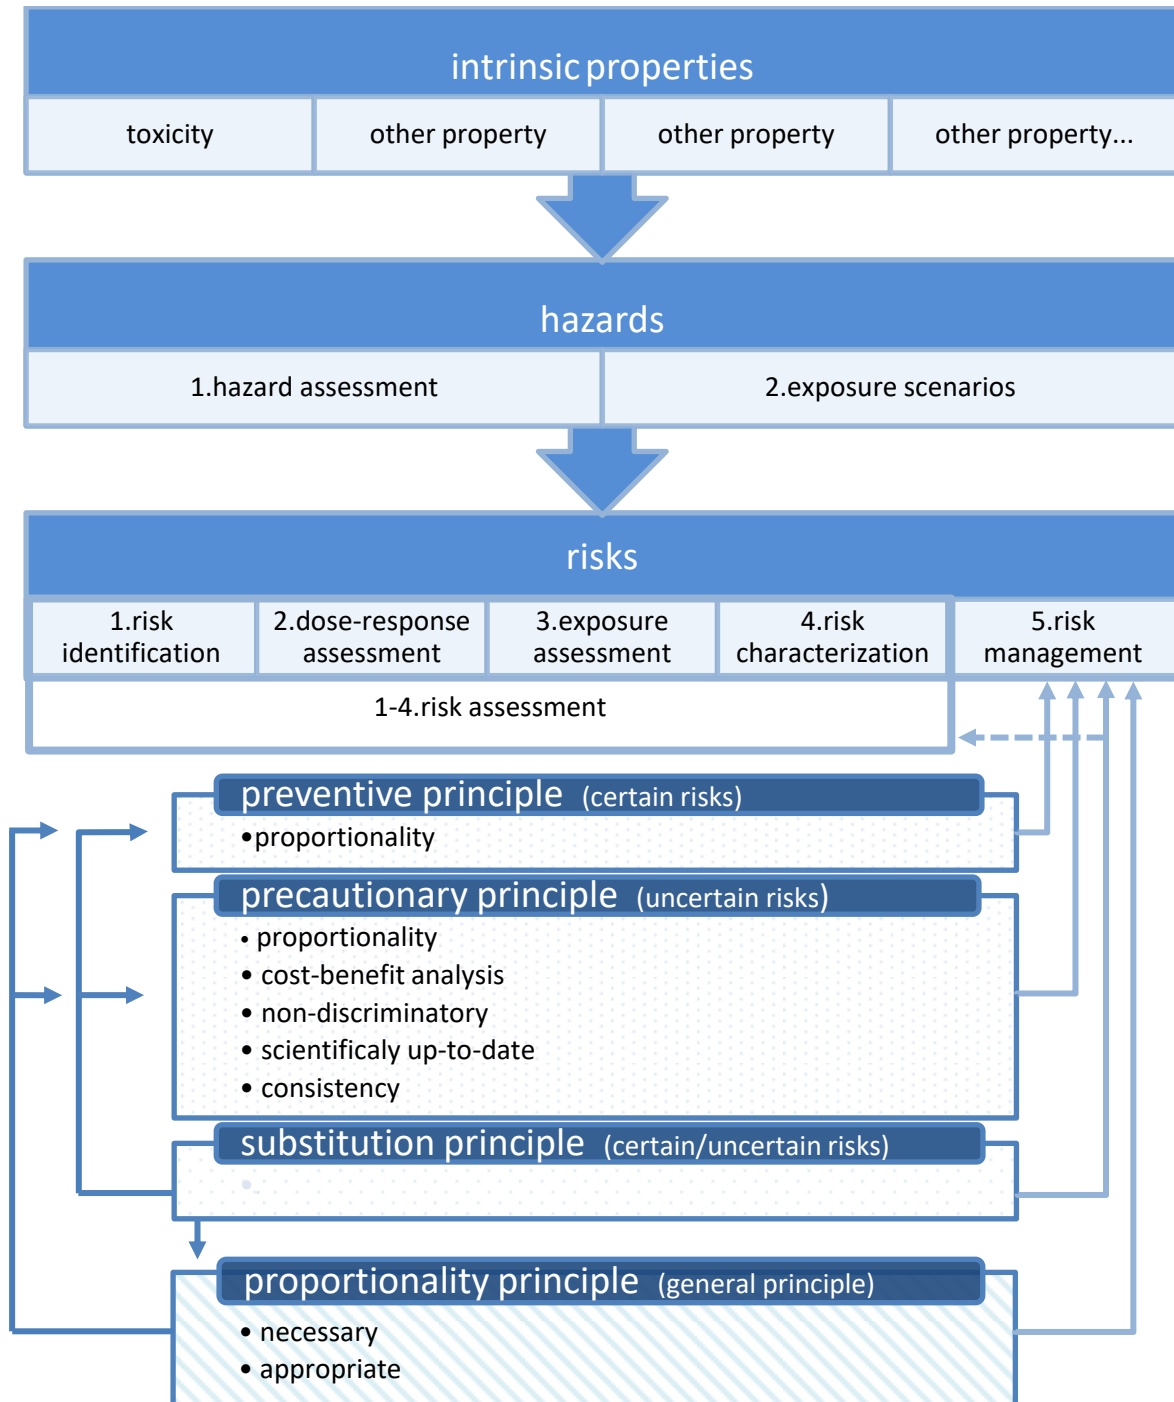 intrinsic properties
toxicity
other property
other property
other property...
hazards
1.hazard assessment
2.exposure scenarios
risks
1.risk
identification
2.dose-response
assessment
3.exposure
assessment
4.risk
characterization
5.risk
management
1-4.risk assessment
preventive principle (certain risks)
•proportionality
precautionary principle (uncertain risks)
• proportionality
• cost-benefit analysis
• non-discriminatory
• scientificaly up-to-date
• consistency
substitution principle (certain/uncertain risks)
•
proportionality principle (general principle)
• necessary
• appropriate